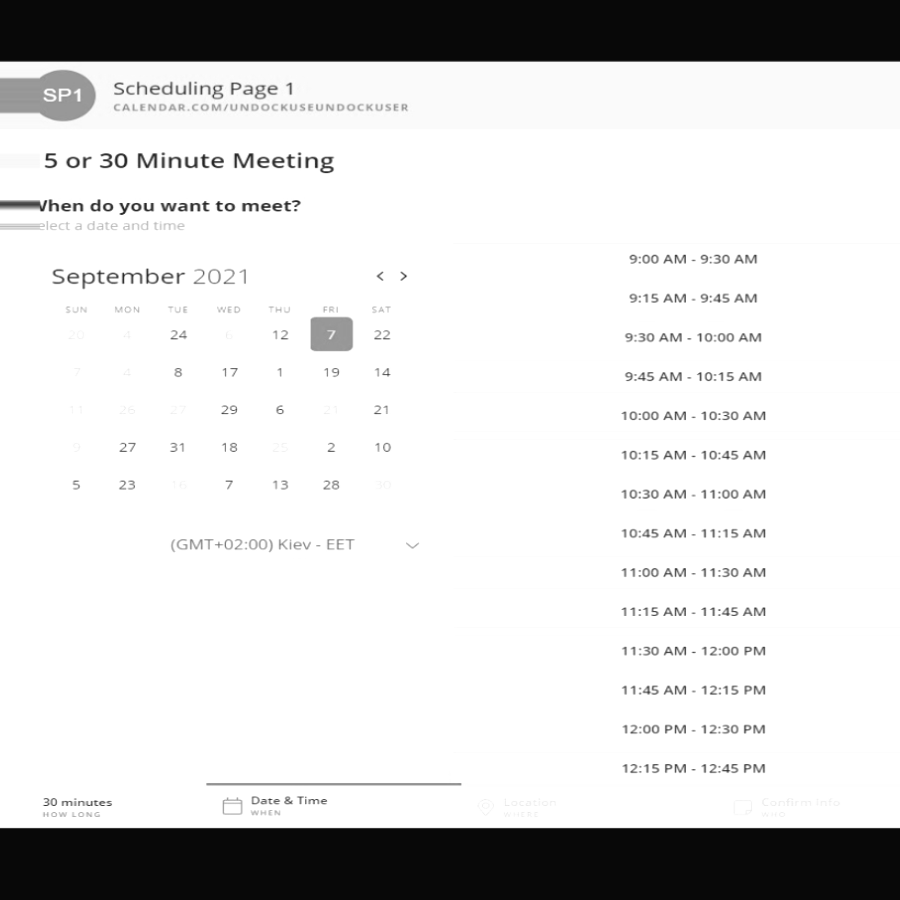 SP1
Scheduling Page 1
CALENDAR.COM/UNDOCKUSEUNDOCKUSER
5 or 30 Minute Meeting
hen do you want to meet?
elect a date and time
September 2021
< >
SUN MON TUE WED THU FRI SAT
20 4 24 6 12 7 22
7 4 8 17 1 19 14
11 26 27 29 6 21 21
9 27 31 18 25 2 10
5 23 16 7 13 28 30
(GMT+02:00) Kiev - EET
9:00 AM - 9:30 AM
9:15 AM - 9:45 AM
9:30 AM - 10:00 AM
9:45 AM - 10:15 AM
10:00 AM - 10:30 AM
10:15 AM - 10:45 AM
10:30 AM - 11:00 AM
10:45 AM - 11:15 AM
11:00 AM - 11:30 AM
11:15 AM - 11:45 AM
11:30 AM - 12:00 PM
11:45 AM - 12:15 PM
12:00 PM - 12:30 PM
12:15 PM - 12:45 PM
30 minutes
HOW LONG
Date & Time
WHEN
Location
WHERE
Confirm Info
WHO